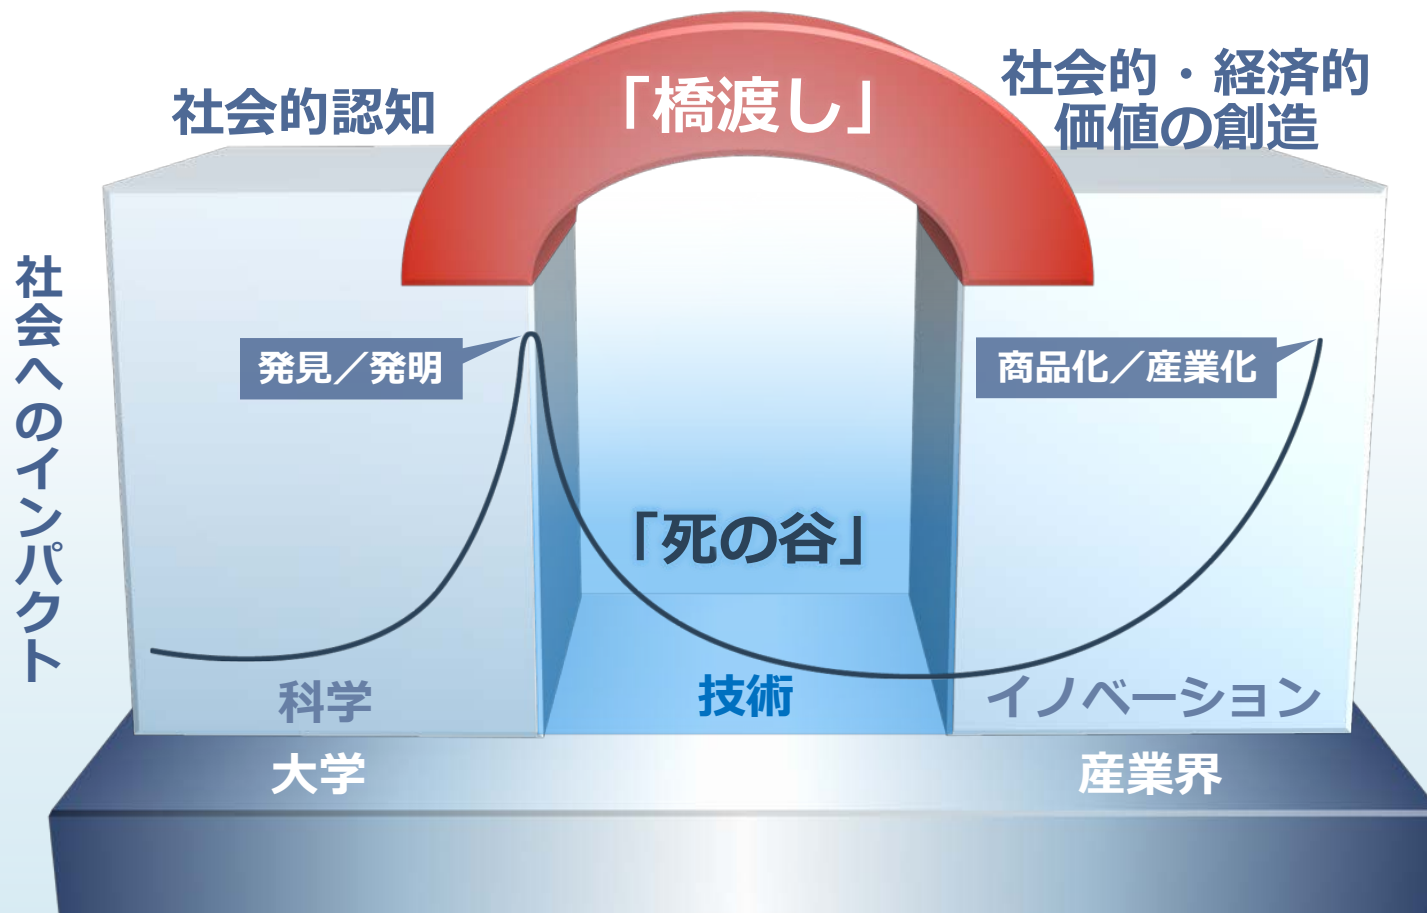 「橋渡し」
社会的認知
社会的・経済的
価値の創造
社会へのインパクト
発見／発明
商品化／産業化
「死の谷」
科学
技術
イノベーション
大学
産業界